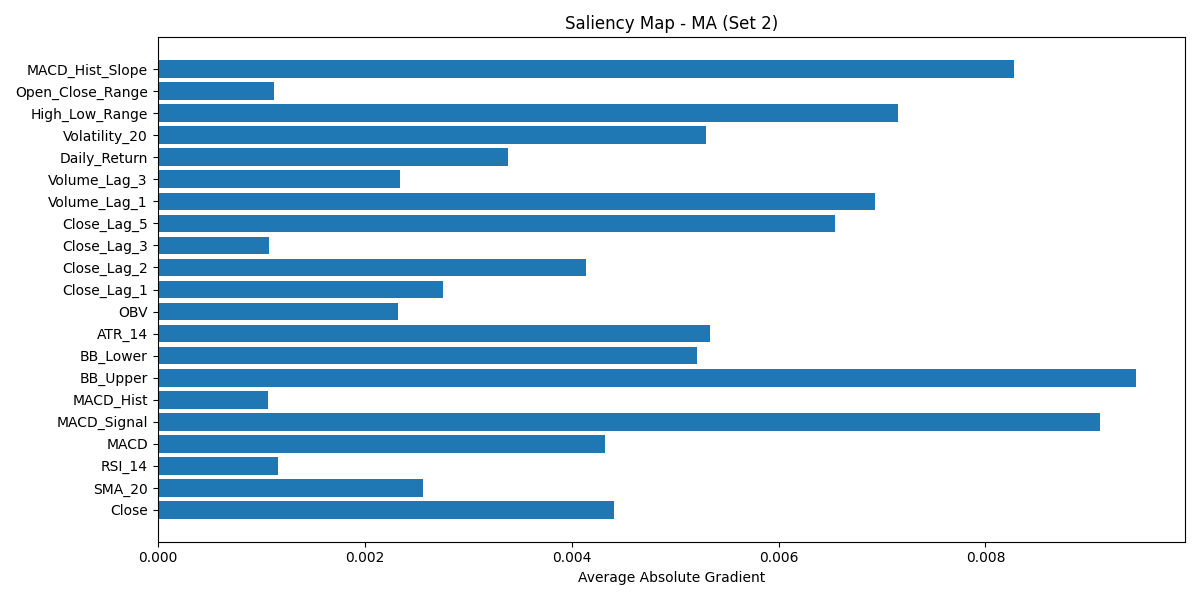 Saliency Map - MA (Set 2)
MACD_Hist_Slope
Open_Close_Range
High_Low_Range
Volatility_20
Daily_Return
Volume_Lag_3
Volume_Lag_1
Close_Lag_5
Close_Lag_3
Close_Lag_2
Close_Lag_1
OBV
ATR_14
BB_Lower
BB_Upper
MACD_Hist
MACD_Signal
MACD
RSI_14
SMA_20
Close
0.000 0.002 0.004 0.006 0.008
Average Absolute Gradient